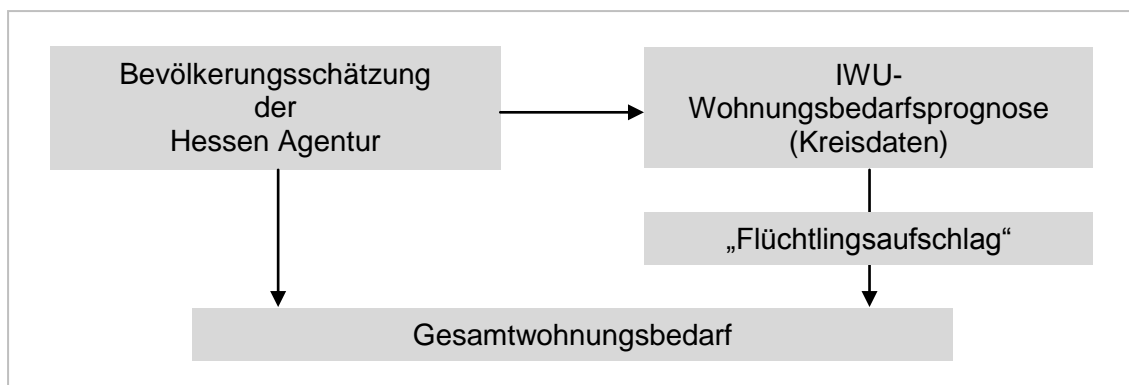 Bevölkerungsschätzung
der
Hessen Agentur
IWU-
Wohnungsbedarfsprognose
(Kreisdaten)
„Flüchtlingsaufschlag“
Gesamtwohnungsbedarf